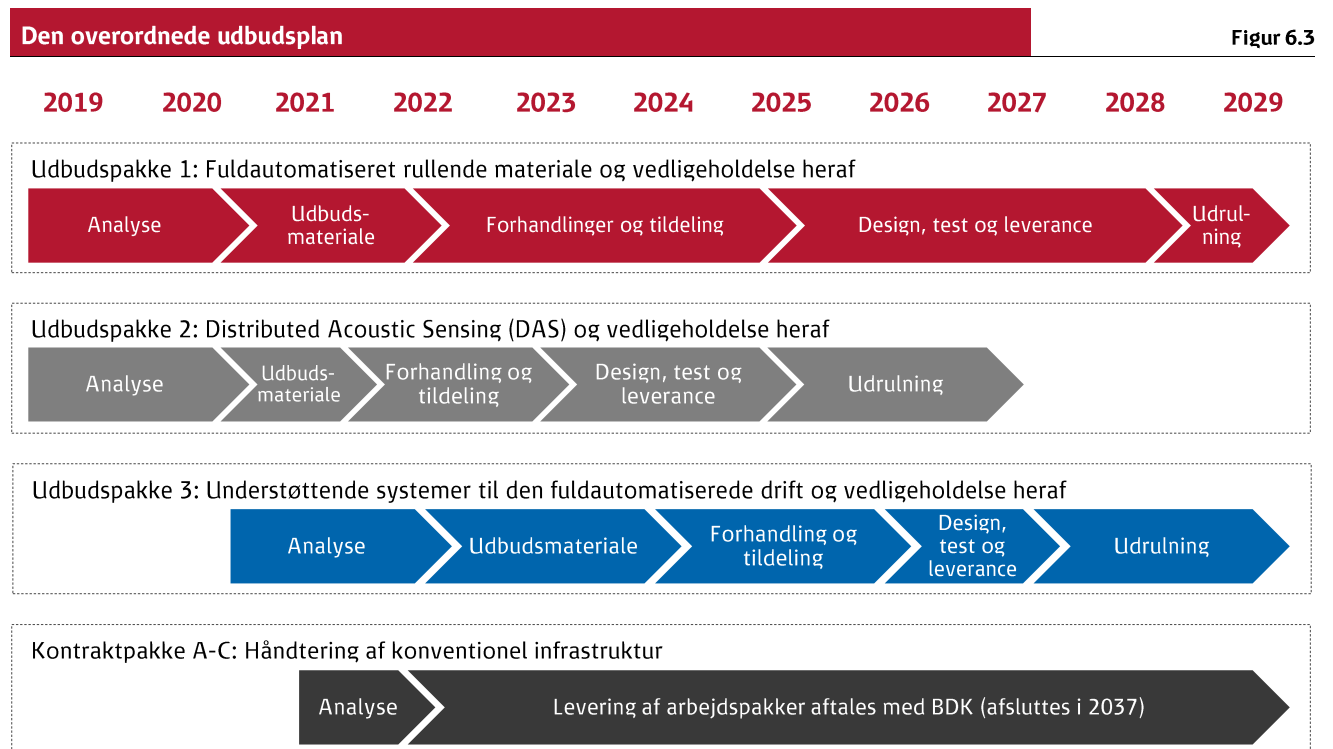 Den overordnede udbudsplan
Figur 6.3
2019 2020 2021 2022 2023 2024 2025 2026 2027 2028 2029
Udbudspakke 1: Fuldautomatiseret rullende materiale og vedligeholdelse heraf
Analyse
Udbuds-
materiale
Forhandlinger og tildeling
Design, test og leverance
Udrul-
ning
Udbudspakke 2: Distributed Acoustic Sensing (DAS) og vedligeholdelse heraf
Analyse
Udbuds-
materiale
Forhandling og
tildeling
Design, test og
leverance
Udrulning
Udbudspakke 3: Understøttende systemer til den fuldautomatiserede drift og vedligeholdelse heraf
Analyse
Udbudsmateriale
Forhandling og
tildeling
Design,
test og
leverance
Udrulning
Kontraktpakke A-C: Håndtering af konventionel infrastruktur
Analyse
Levering af arbejdspakker aftales med BDK (afsluttes i 2037)